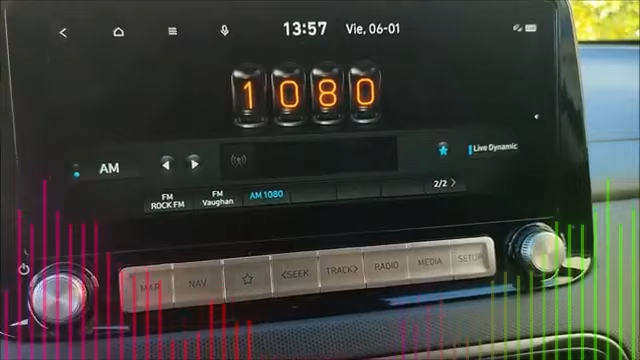 13:57 Vie, 06-01
1080
AM
Live Dynamic
FM
ROCK FM
FM
Vaughan
AM 1080
2/2 >
MAP NAV <SEEK TRACK> RADIO MEDIA SETUP